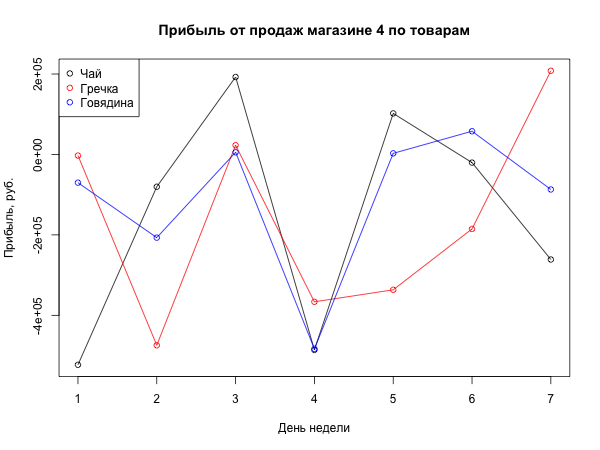 Прибыль от продаж магазине 4 по товарам
Чай
Гречка
Говядина
Прибыль, руб.
2e+05
0e+00
-2e+05
-4e+05
1 2 3 4 5 6 7
День недели